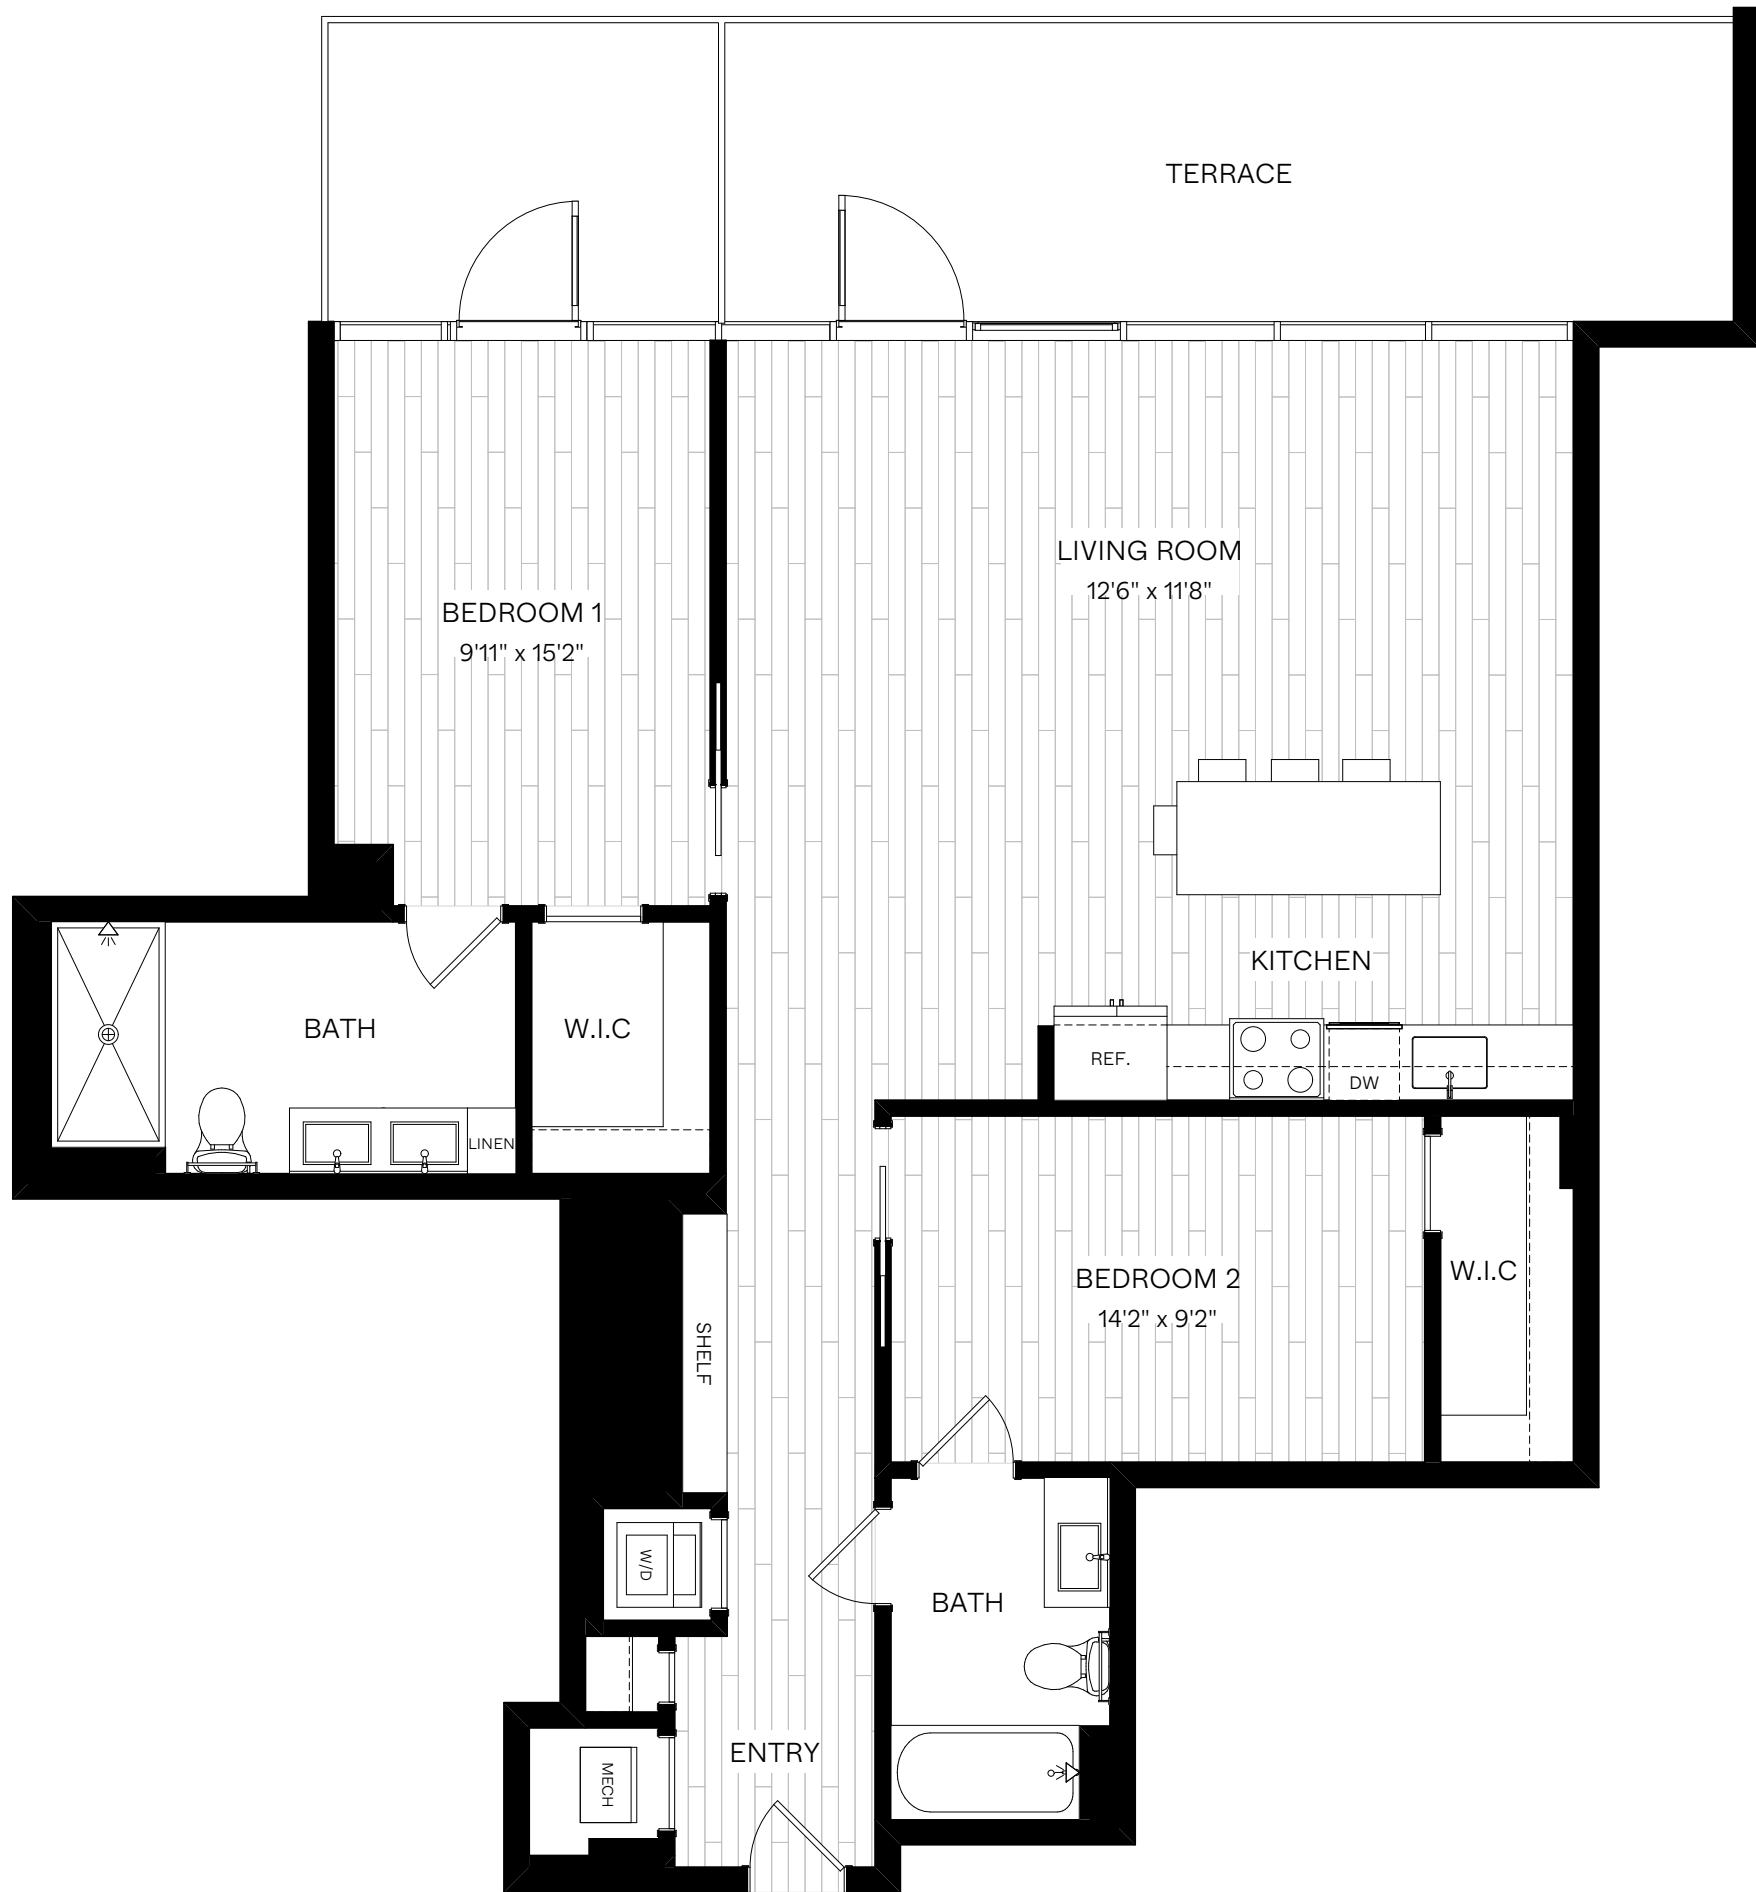 TERRACE
LIVING ROOM
12'6" x 11'8"
BEDROOM 1
9'11" x 15'2"
KITCHEN
BATH
W.I.C
REF.
DW
LINEN
BEDROOM 2
14'2" x 9'2"
W.I.C
SHELF
W/D
BATH
ENTRY
MECH